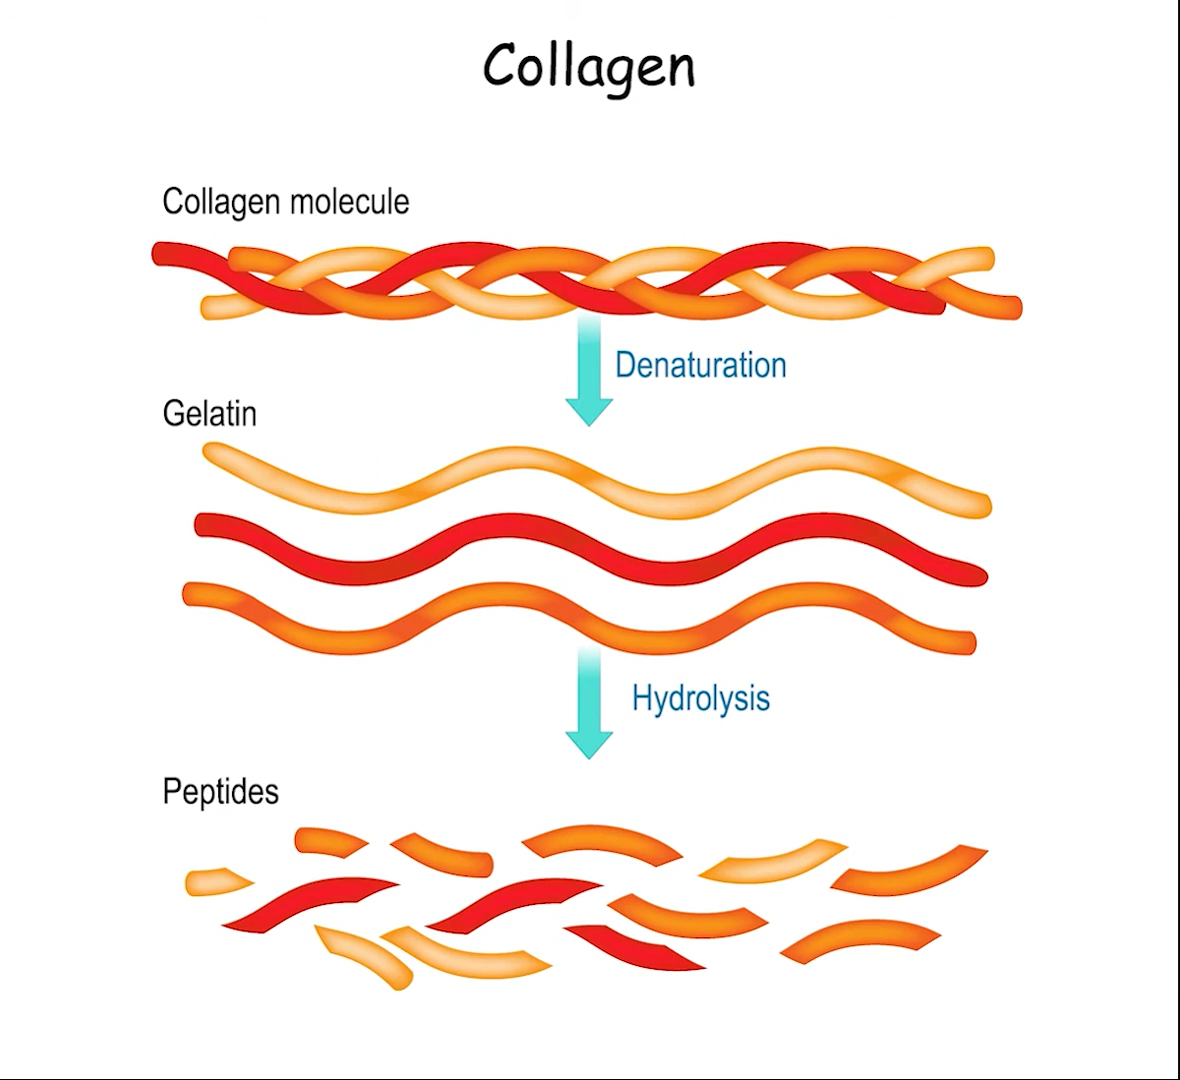 Collagen
Collagen molecule
Denaturation
Gelatin
Hydrolysis
Peptides